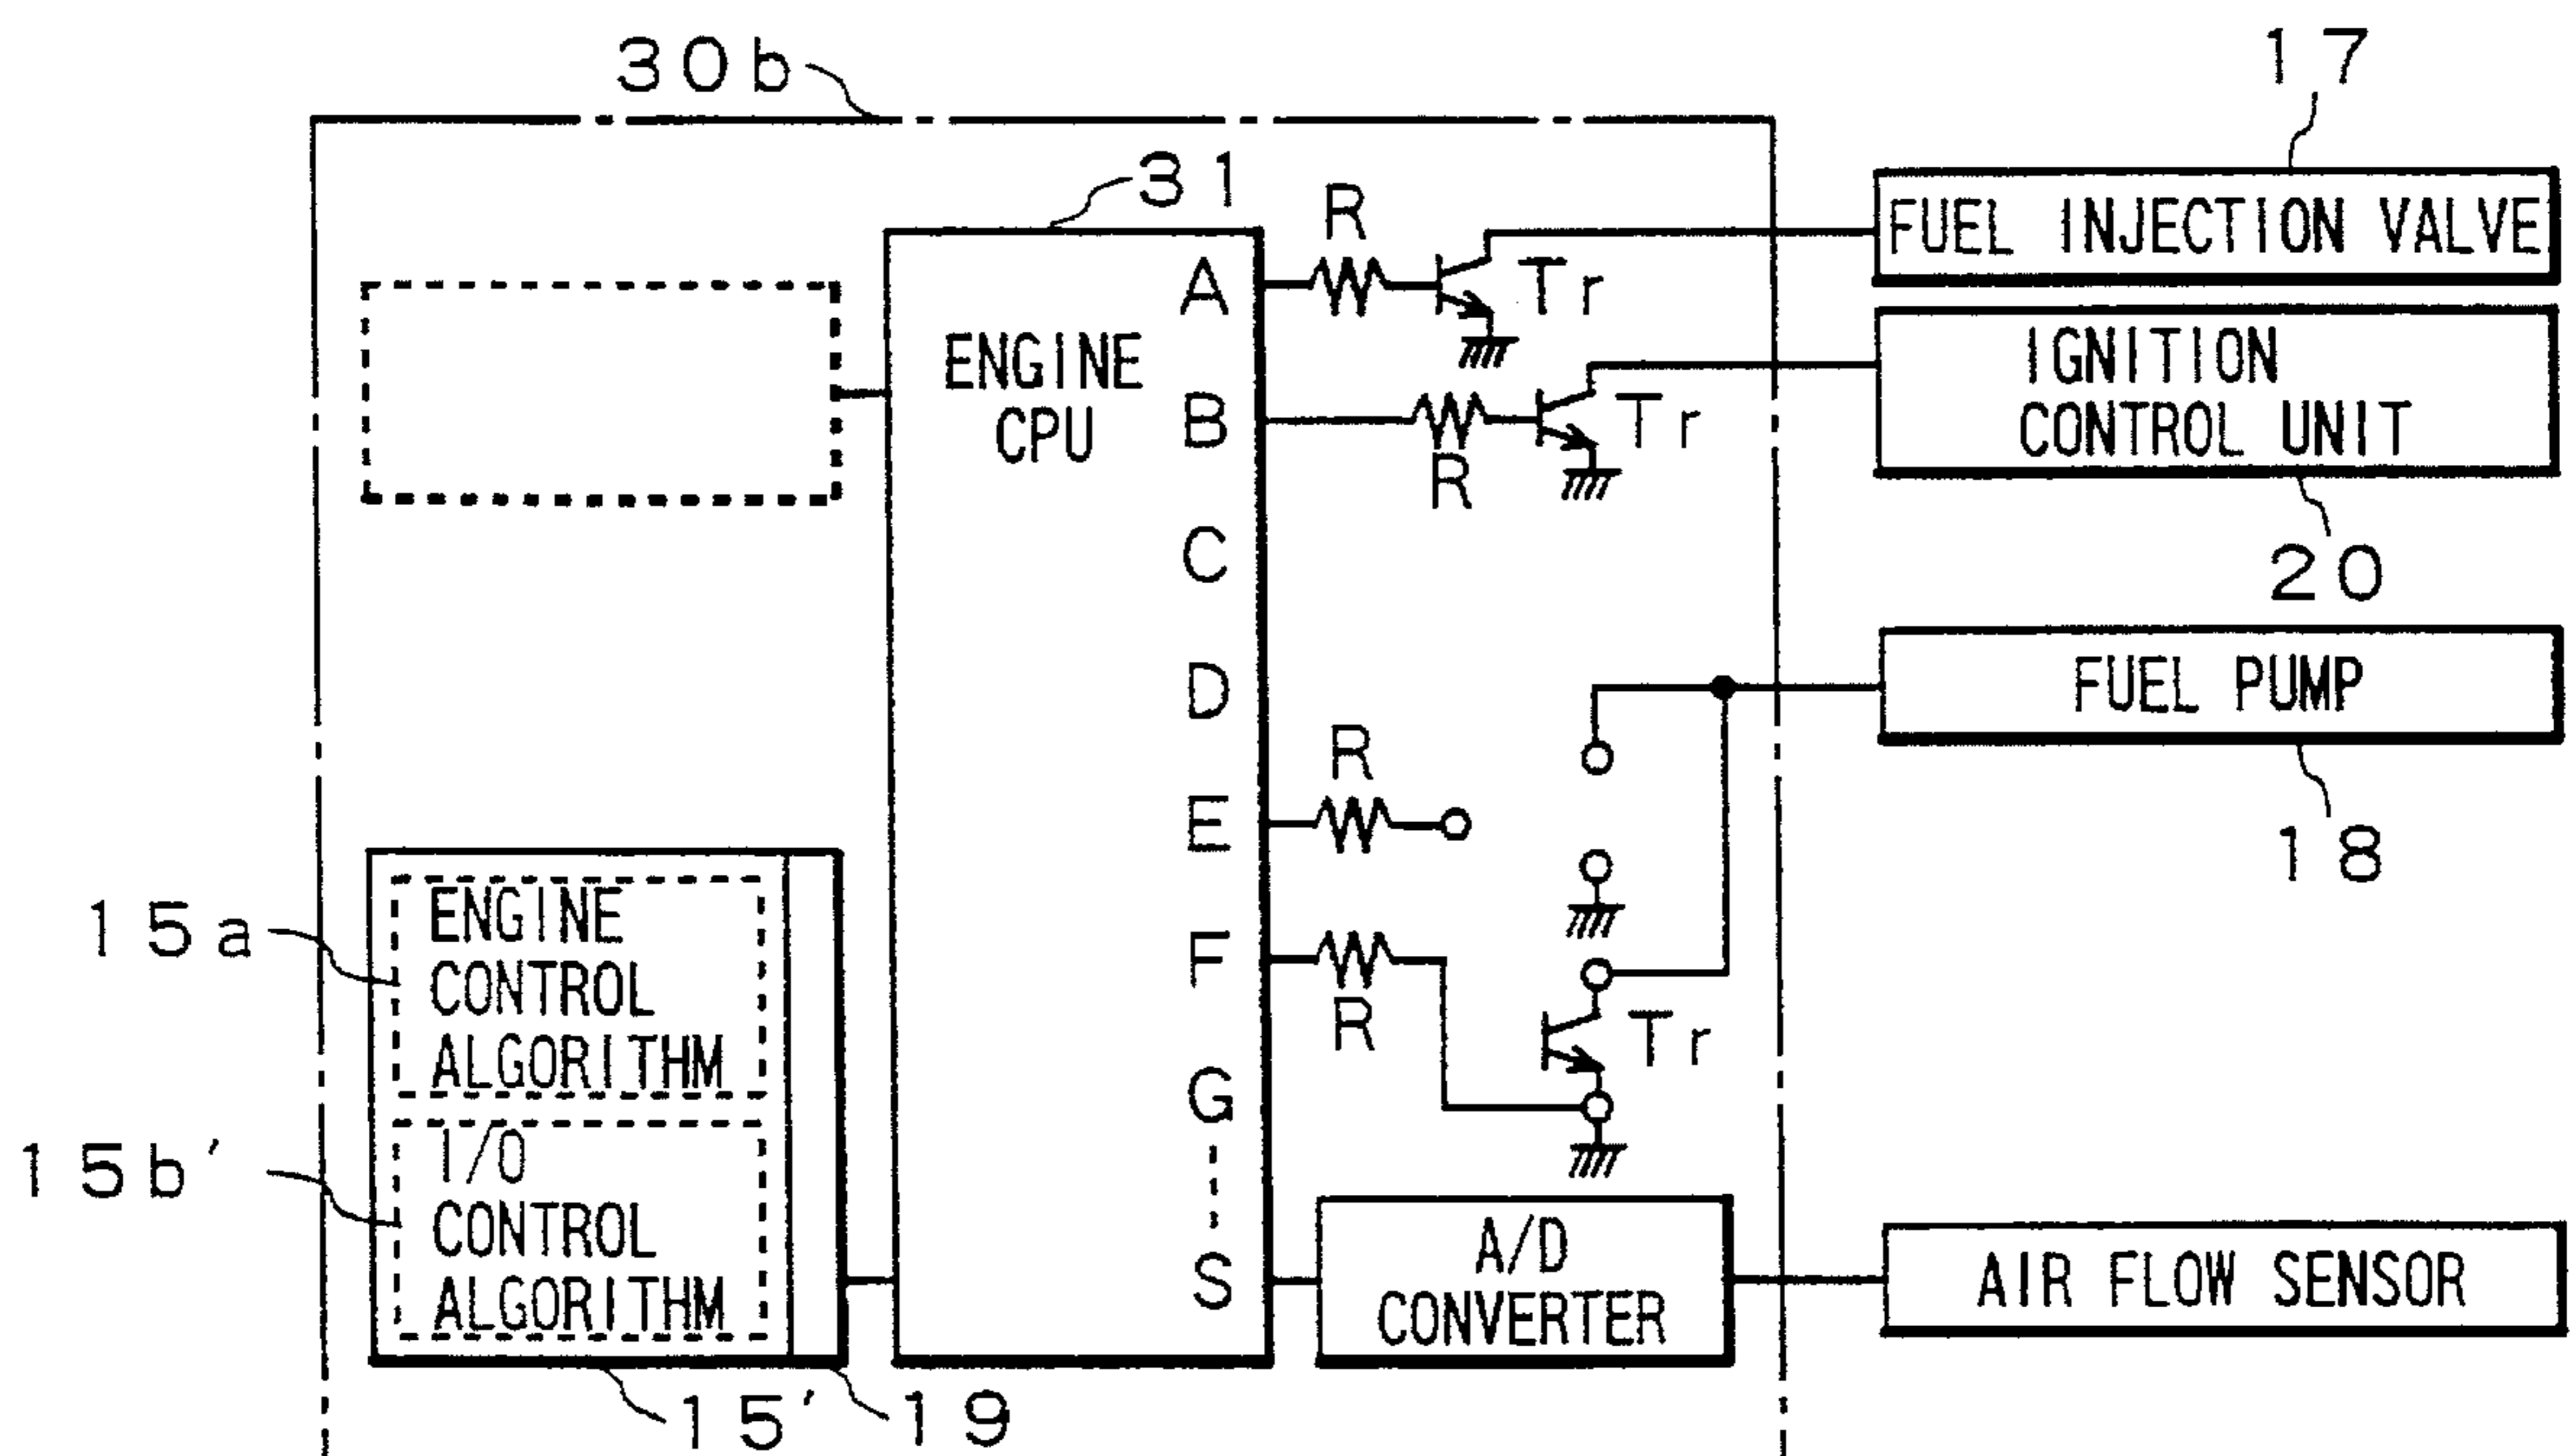 30b
17
31
R
FUEL INJECTION VALVE
A
Tr
ENGINE
CPU
IGNITION
CONTROL UNIT
B
Tr
R
C
20
D
FUEL PUMP
R
E
18
15a
ENGINE
CONTROL
ALGORITHM
F
R
Tr
G
15b'
I/O
CONTROL
ALGORITHM
S
A/D
CONVERTER
AIR FLOW SENSOR
15'
19